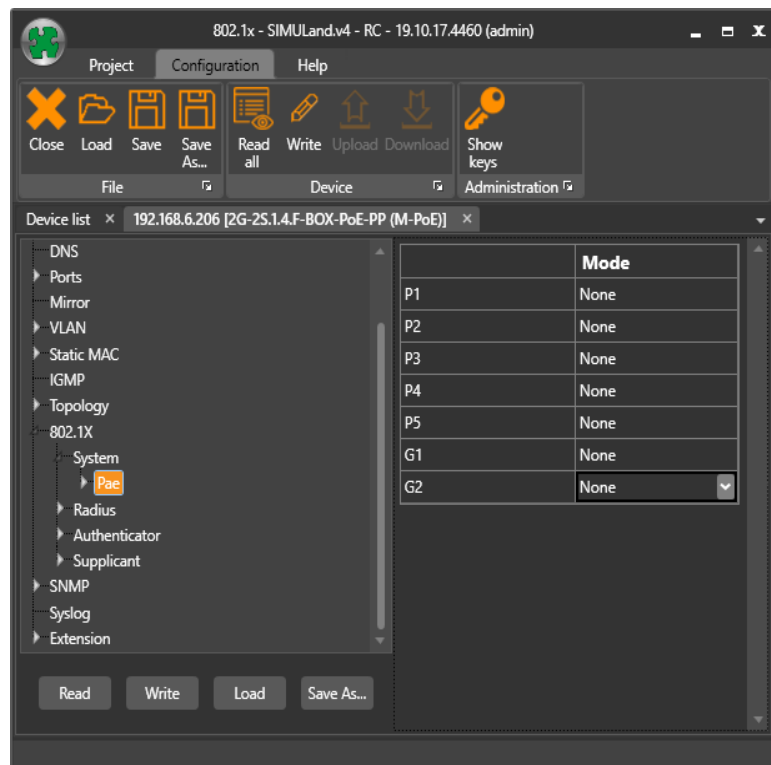 802.1x - SIMULand.v4 - RC - 19.10.17.4460 (admin)
Project Configuration Help
Close Load Save Save As... Read all Write Upload Download Show keys
File Device Administration
Device list × 192.168.6.206 [2G-2S.1.4.F-BOX-PoE-PP (M-PoE)] ×
DNS
Ports
Mirror
VLAN
Static MAC
IGMP
Topology
802.1X
System
Pae
Radius
Authenticator
Supplicant
SNMP
Syslog
Extension
Read Write Load Save As...
Mode
P1 None
P2 None
P3 None
P4 None
P5 None
G1 None
G2 None